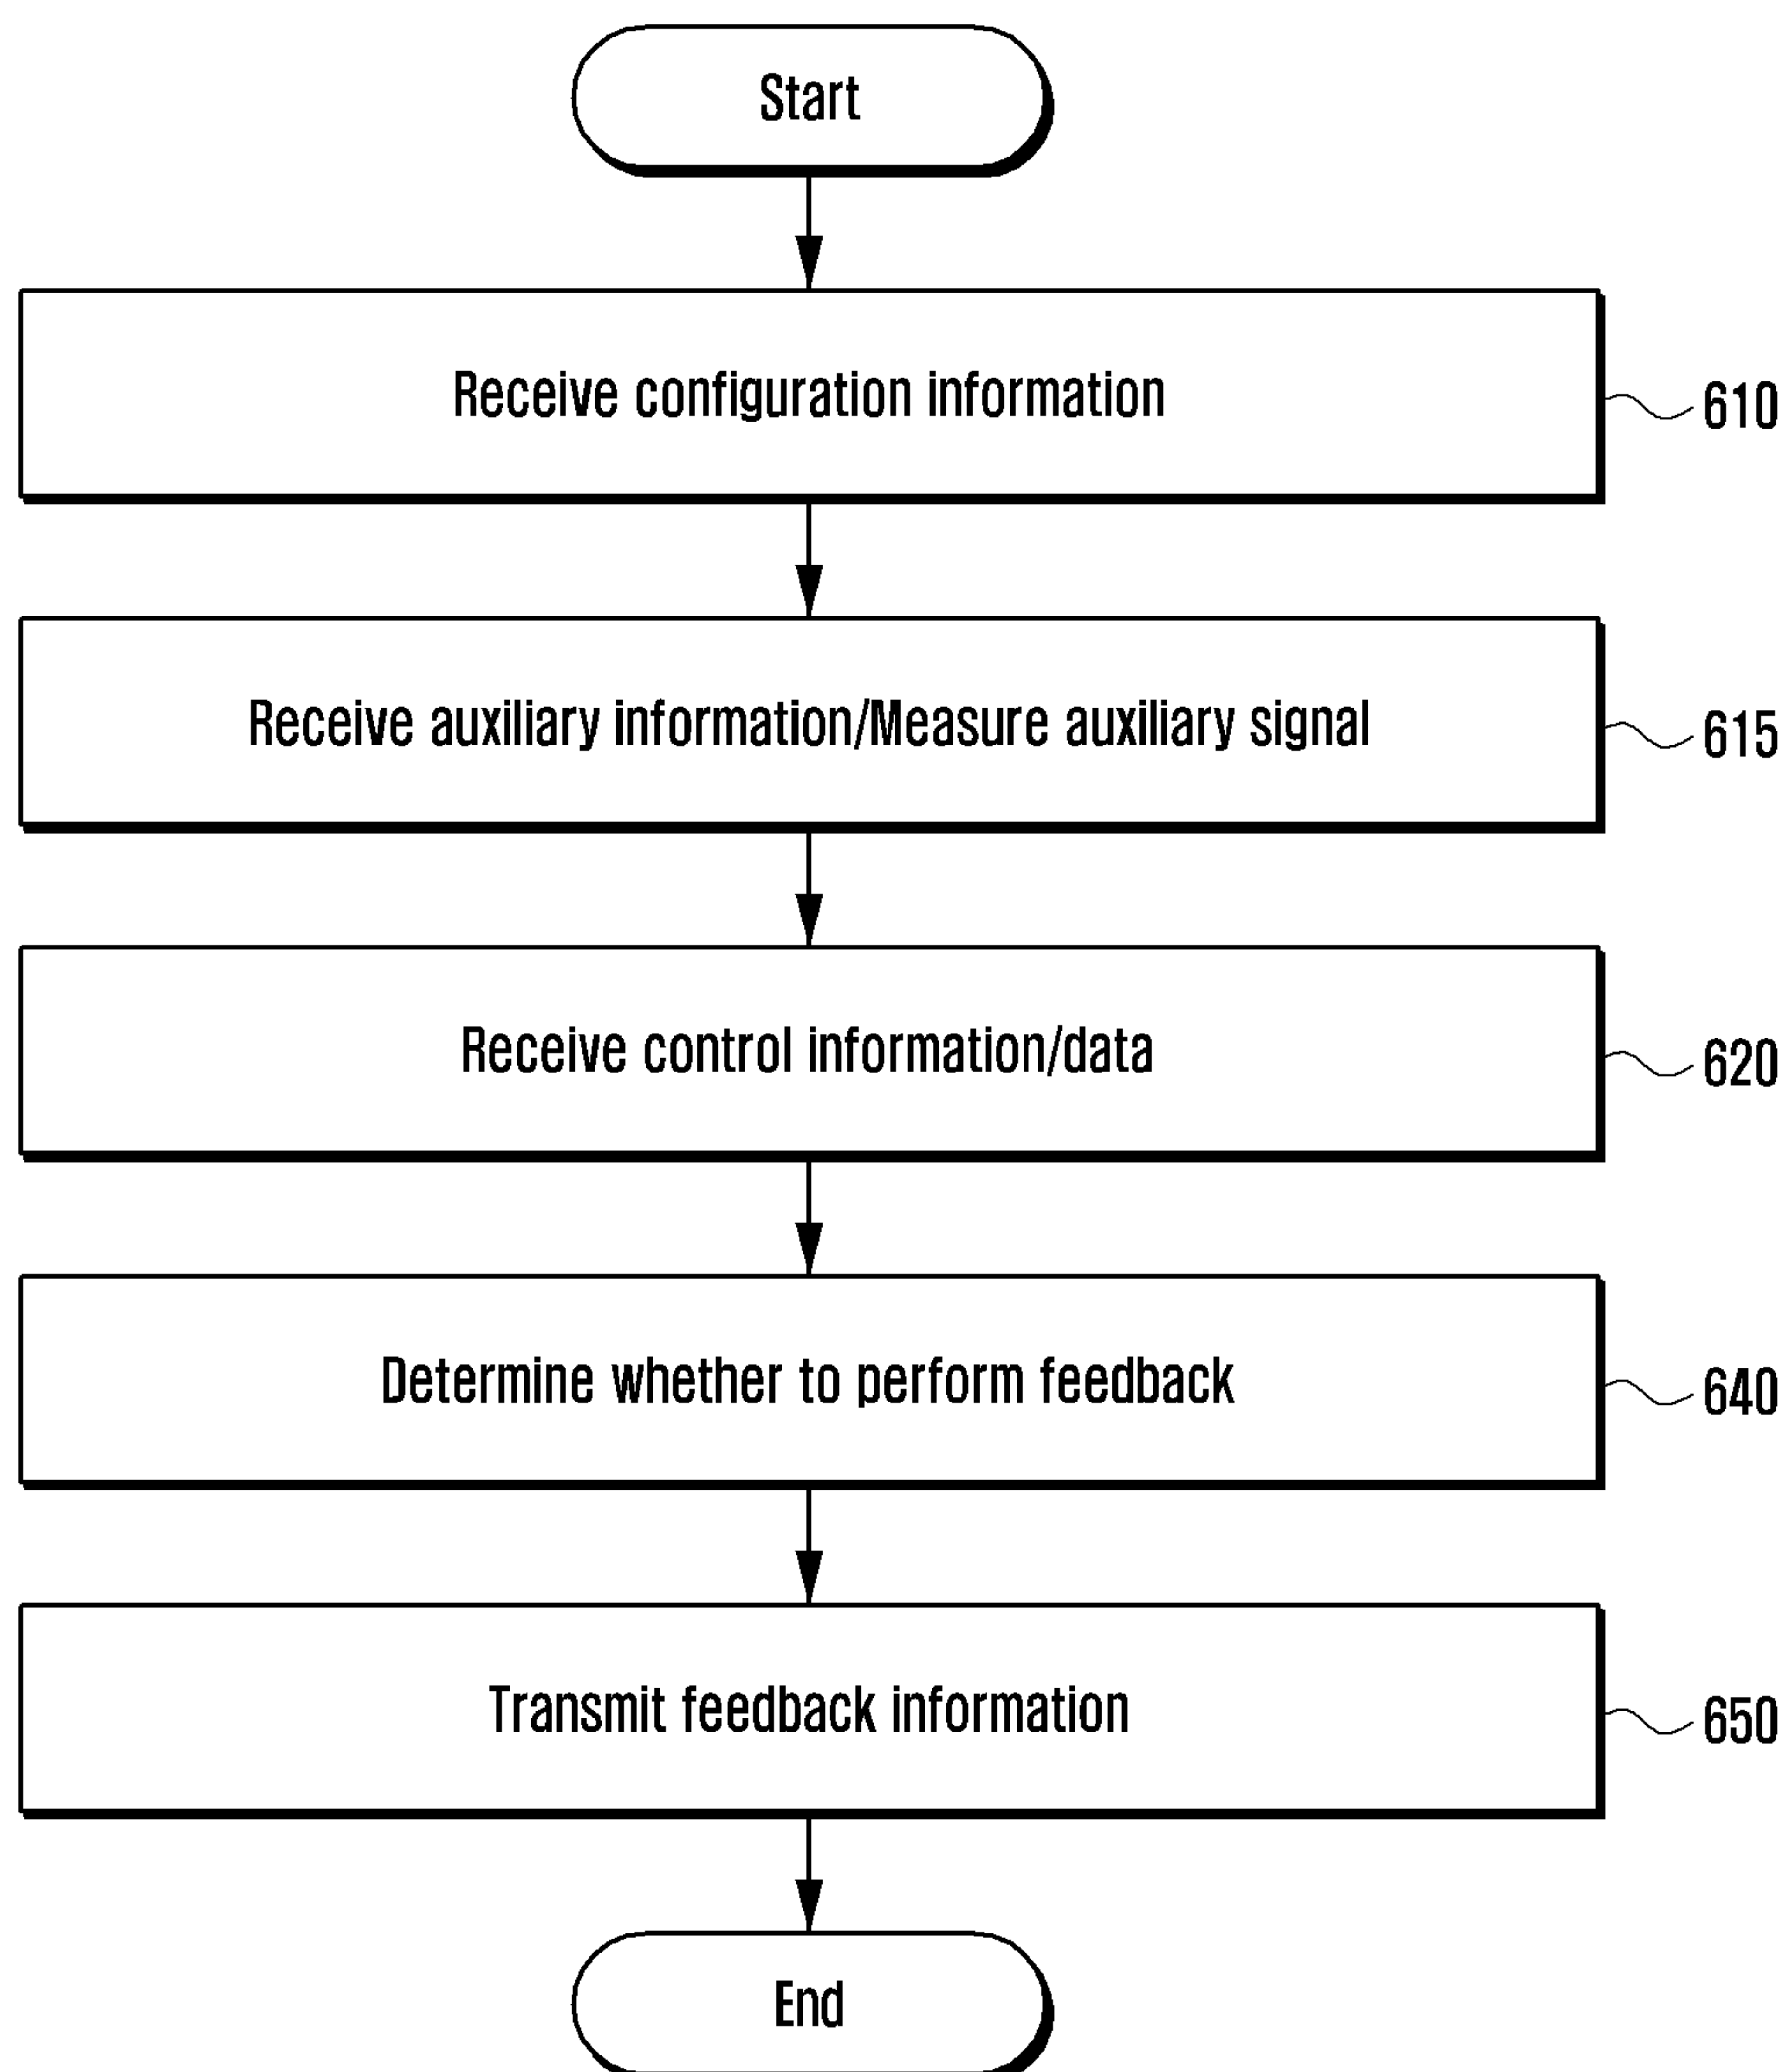 Start
Receive configuration information
610
Receive auxiliary information/Measure auxiliary signal
615
Receive control information/data
620
Determine whether to perform feedback
640
Transmit feedback information
650
End